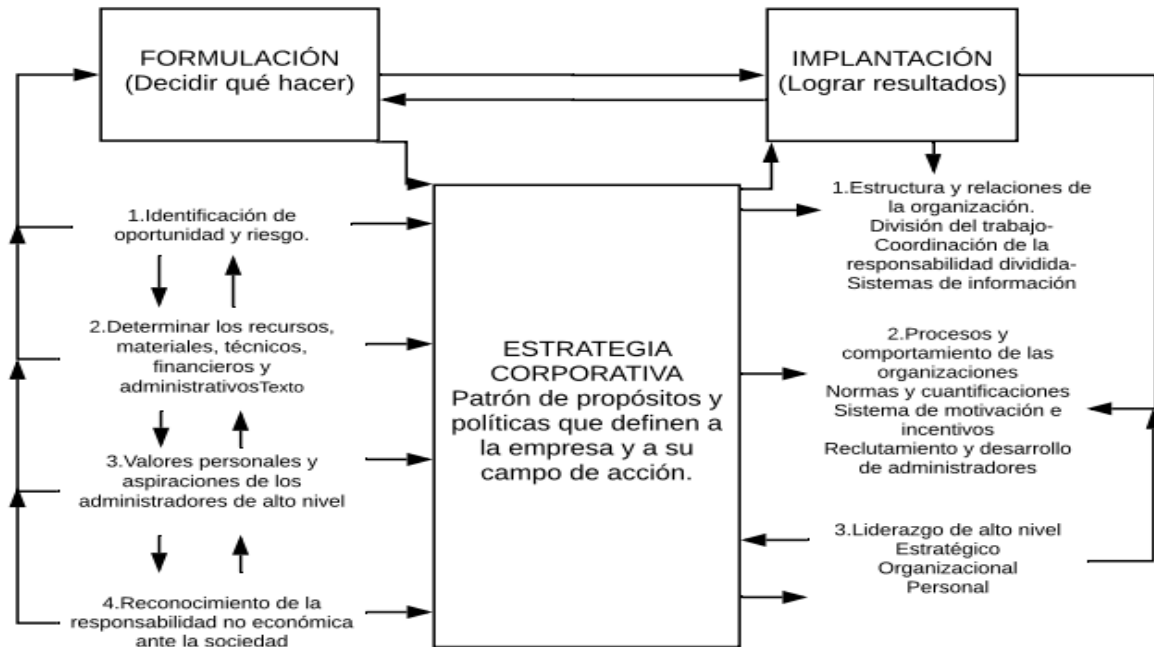 FORMULACIÓN
(Decidir qué hacer)
IMPLANTACIÓN
(Lograr resultados)
1.Identificación de
oportunidad y riesgo.
2.Determinar los recursos,
materiales, técnicos,
financieros y
administrativosTexto
3.Valores personales y
aspiraciones de los
administradores de alto nivel
4.Reconocimiento de la
responsabilidad no económica
ante la sociedad
ESTRATEGIA
CORPORATIVA
Patrón de propósitos y
políticas que definen a
la empresa y a su
campo de acción.
1.Estructura y relaciones de
la organización.
División del trabajo-
Coordinación de la
responsabilidad dividida-
Sistemas de información
2.Procesos y
comportamiento de las
organizaciones
Normas y cuantificaciones
Sistema de motivación e
incentivos
Reclutamiento y desarrollo
de administradores
3.Liderazgo de alto nivel
Estratégico
Organizacional
Personal